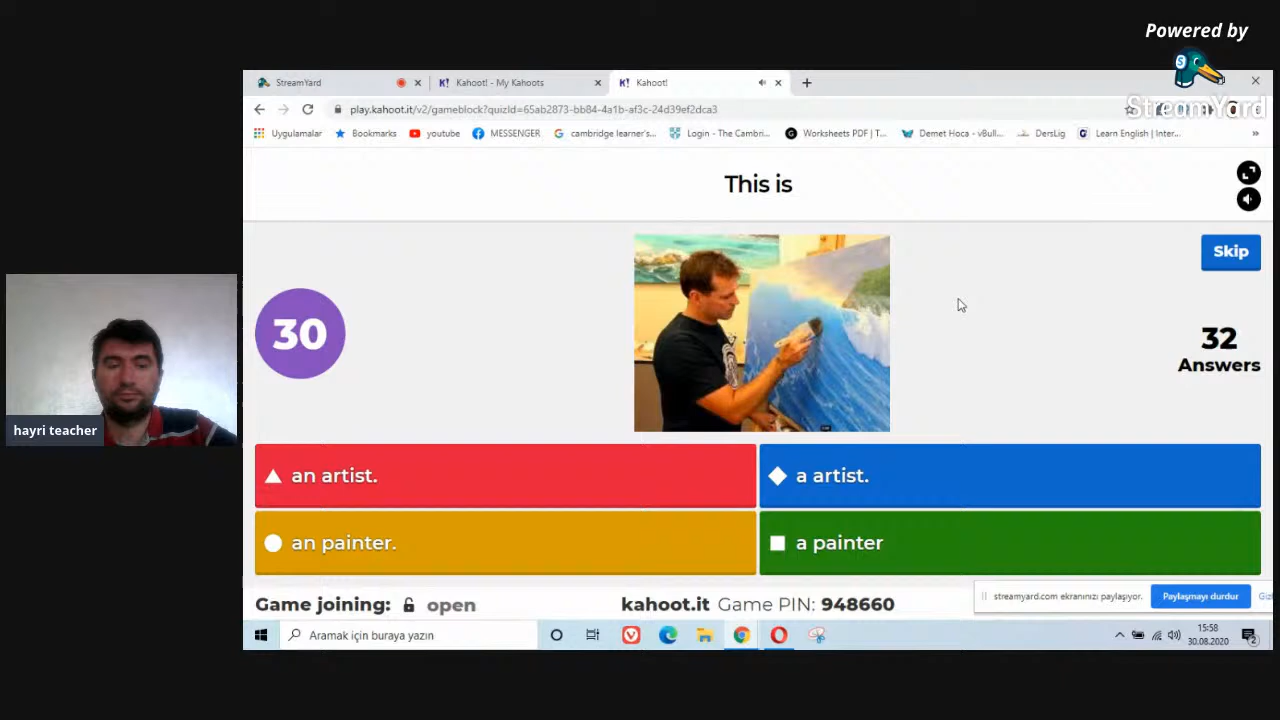 Powered by
StreamYard
StreamYard
Kahoot! - My Kahoots
Kahoot!
play.kahoot.it/v2/gameblock?quizId=65ab2873-bb84-4a1b-af3c-24d39ef2dca3
Uygulamalar
Bookmarks
youtube
MESSENGER
cambridge learner's...
Login - The Cambri...
Worksheets PDF | T...
Demet Hoca - vBull...
DersLig
Learn English | Inter...
This is
Skip
30
32
Answers
hayri teacher
an artist.
a artist.
an painter.
a painter
Game joining: open
kahoot.it Game PIN: 948660
streamyard.com ekranınızı paylaşıyor.
Paylaşmayı durdur
Aramak için buraya yazın
15:58
30.08.2020
2